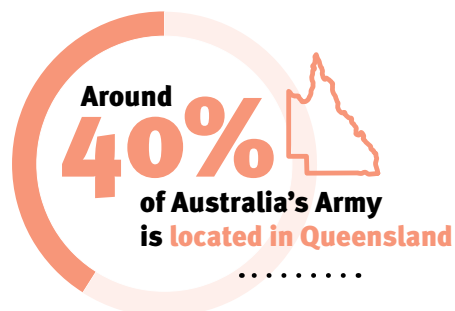 Around
40%
of Australia’s Army
is located in Queensland
..........